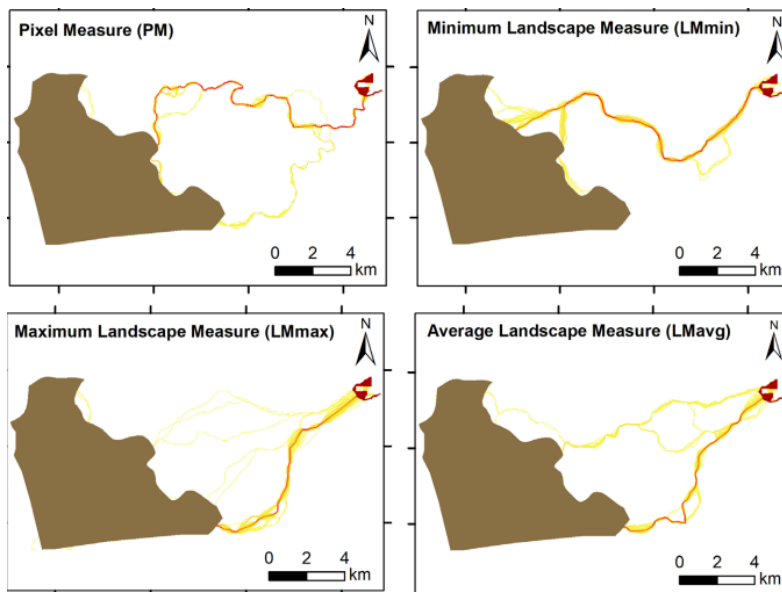 Pixel Measure (PM)
N
0 2 4
km
Minimum Landscape Measure (LMmin)
N
0 2 4
km
Maximum Landscape Measure (LMmax)
N
0 2 4
km
Average Landscape Measure (LMavg)
N
0 2 4
km